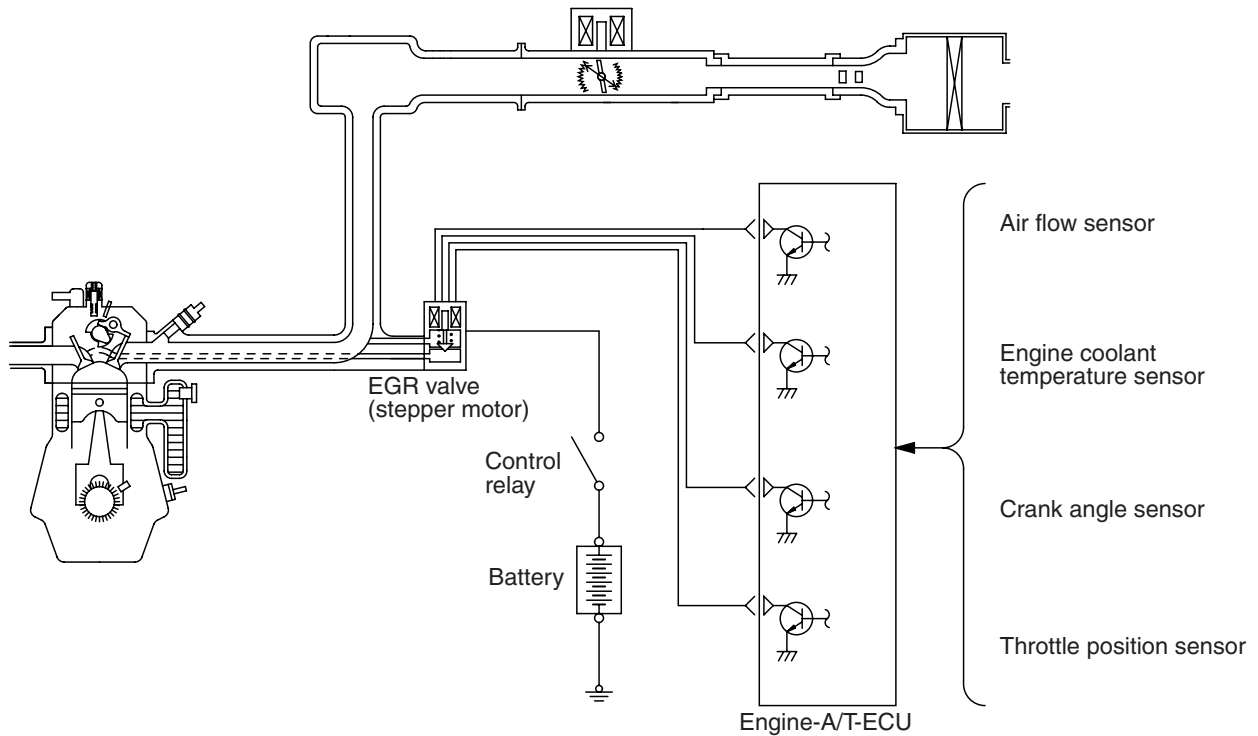 Air flow sensor
Engine coolant
temperature sensor
EGR valve
(stepper motor)
Control
relay
Crank angle sensor
Battery
Throttle position sensor
Engine-A/T-ECU